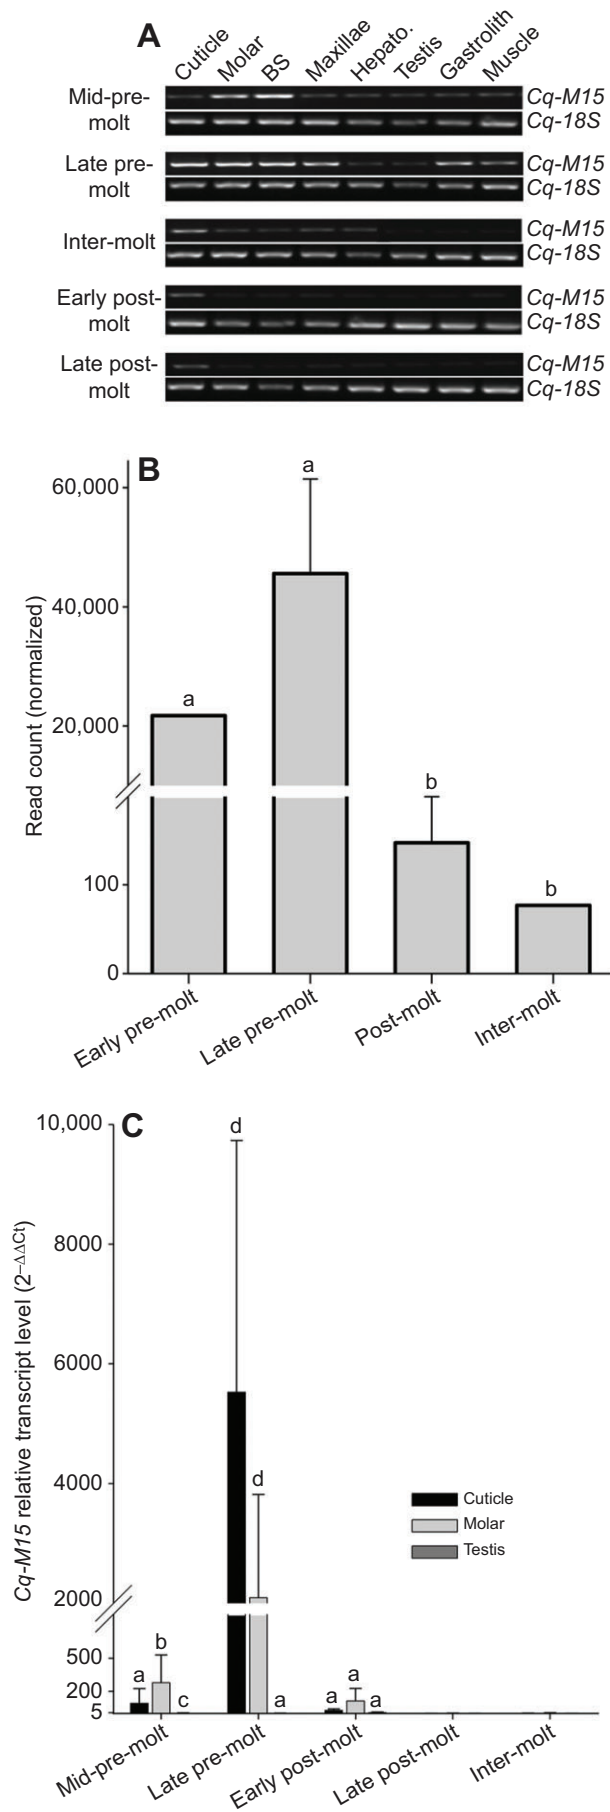 A
Cuticle
Molar
BS
Maxillae
Hepato.
Testis
Gastrolith
Muscle
Mid-pre-
molt
Cq-M15
Cq-18S
Late pre-
molt
Cq-M15
Cq-18S
Inter-molt
Cq-M15
Cq-18S
Early post-
molt
Cq-M15
Cq-18S
Late post-
molt
Cq-M15
Cq-18S
B
Read count (normalized)
60,000
40,000
20,000
100
0
a
a
b
b
Early pre-molt
Late pre-molt
Post-molt
Inter-molt
C
Cq-M15 relative transcript level (2–ΔΔCt)
10,000
8000
6000
4000
2000
500
200
5
a
b
c
d
d
a
a
a
a
Cuticle
Molar
Testis
Mid-pre-molt
Late pre-molt
Early post-molt
Late post-molt
Inter-molt